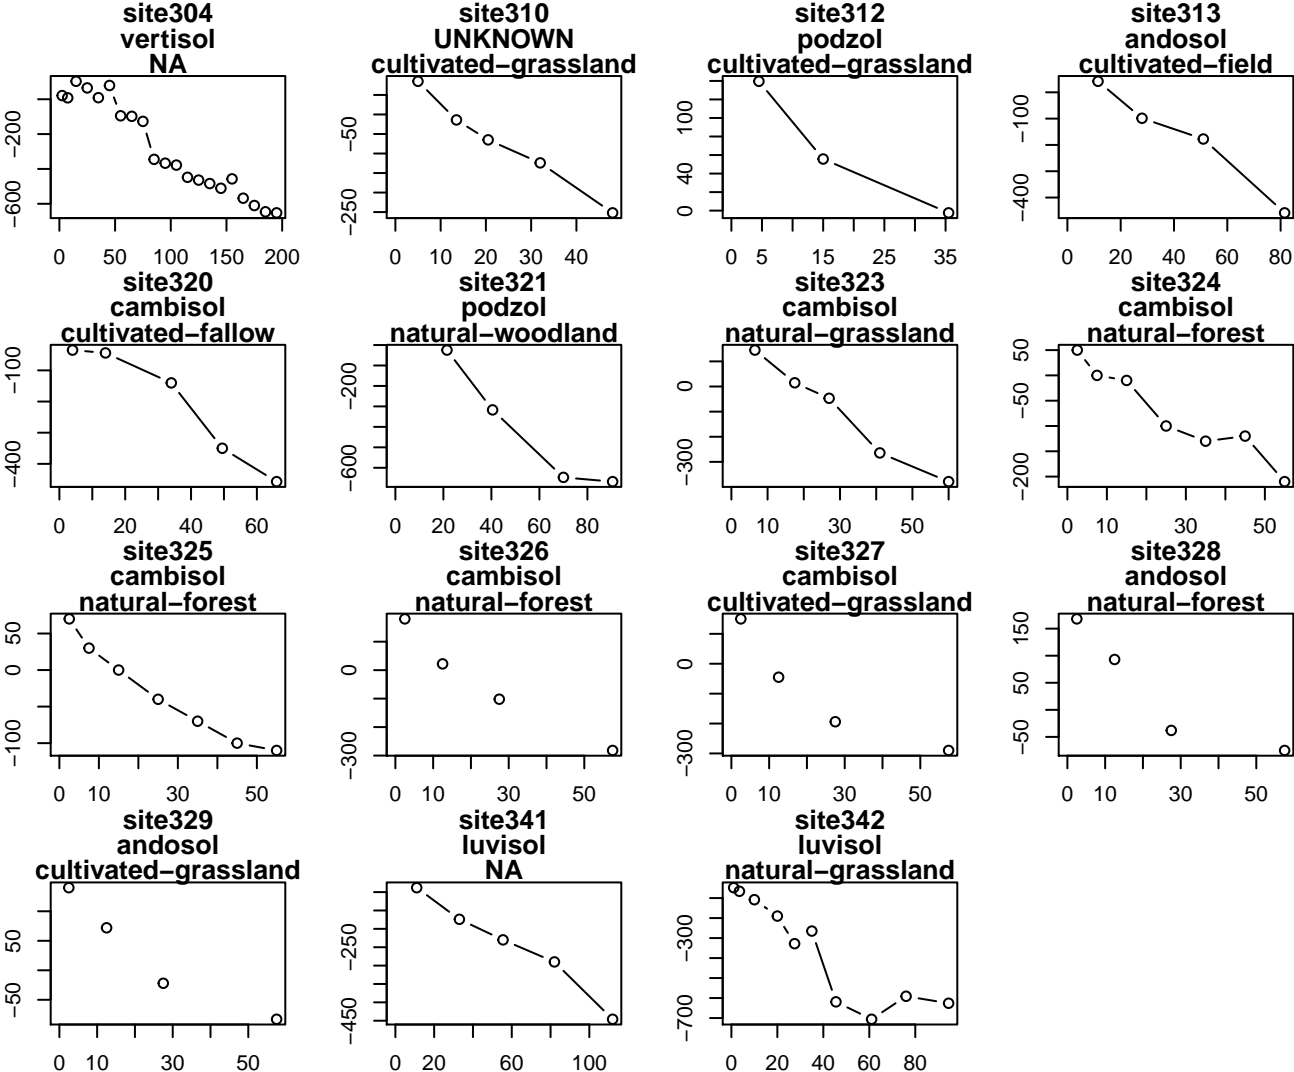 site304
vertisol
NA
−200
−600
0 50 100 150 200
site310
UNKNOWN
cultivated−grassland
−50
−250
0 10 20 30 40
site312
podzol
cultivated−grassland
100
40
0
0 5 15 25 35
site313
andosol
cultivated−field
−100
−400
0 20 40 60 80
site320
cambisol
cultivated−fallow
−100
−400
0 20 40 60
site321
podzol
natural−woodland
−200
−600
0 20 40 60 80
site323
cambisol
natural−grassland
0
−300
0 10 30 50
site324
cambisol
natural−forest
50
−50
−200
0 10 30 50
site325
cambisol
natural−forest
50
0
−100
0 10 30 50
site326
cambisol
natural−forest
0
−300
0 10 30 50
site327
cambisol
cultivated−grassland
0
−300
0 10 30 50
site328
andosol
natural−forest
150
50
−50
0 10 30 50
site329
andosol
cultivated−grassland
50
−50
0 10 30 50
site341
luvisol
NA
−250
−450
0 20 60 100
site342
luvisol
natural−grassland
−300
−700
0 20 40 60 80